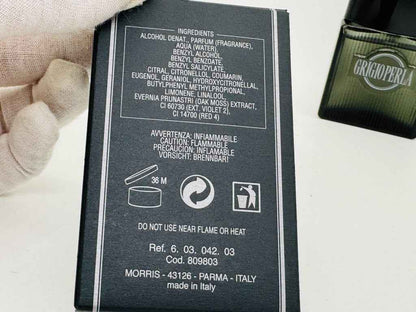 INGREDIENTS
ALCOHOL DENAT., PARFUM (FRAGRANCE),
AQUA (WATER),
BENZYL ALCOHOL,
BENZYL BENZOATE,
BENZYL SALICYLATE,
CITRAL, CITRONELLOL, COUMARIN,
EUGENOL, GERANIOL, HYDROXYCITRONELLAL,
BUTYLPHENYL METHYLPROPIONAL,
LIMONENE, LINALOOL,
EVERNIA PRUNASTRI (OAK MOSS) EXTRACT,
CI 60730 (EXT. VIOLET 2),
CI 14700 (RED 4)
AVVERTENZA: INFIAMMABILE
CAUTION: FLAMMABLE
PRECAUCION: INFLAMABLE
VORSICHT: BRENNBAR!
36 M
DO NOT USE NEAR FLAME OR HEAT
Ref. 6. 03. 042. 03
Cod. 809803
MORRIS - 43126 - PARMA - ITALY
made in Italy
GRIGIOPERLA